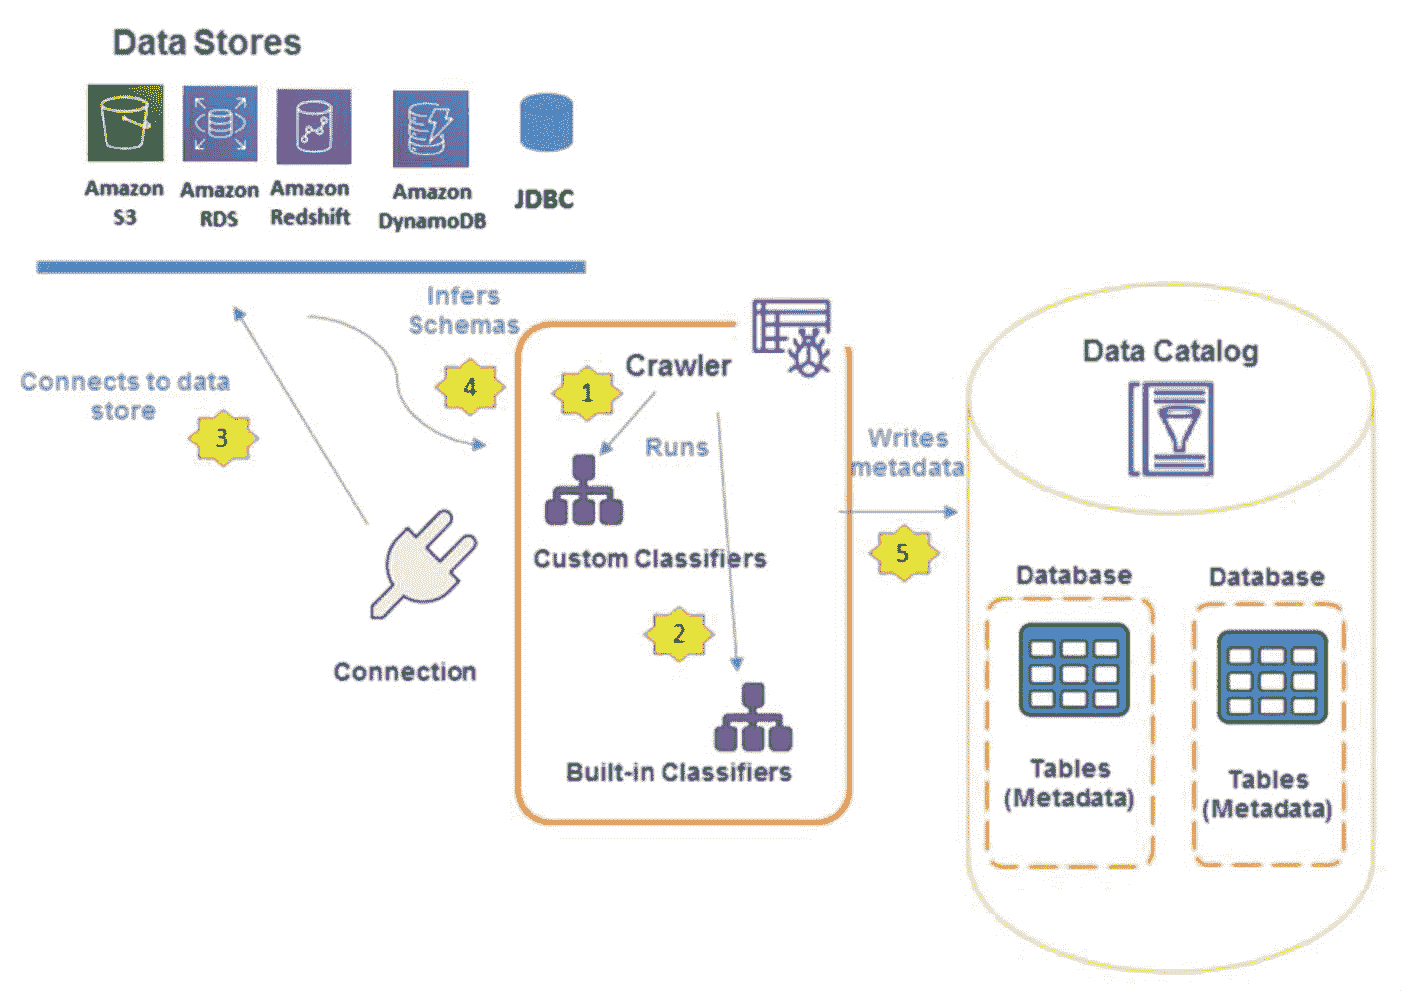 Data Stores
Amazon
S3
Amazon
RDS
Amazon
Redshift
Amazon
DynamoDB
JDBC
Infers
Schemas
4
Connects to data
store
3
Connection
1
Crawler
Runs
Custom Classifiers
2
Built-in Classifiers
Writes
metadata
5
Data Catalog
Database
Tables
(Metadata)
Database
Tables
(Metadata)